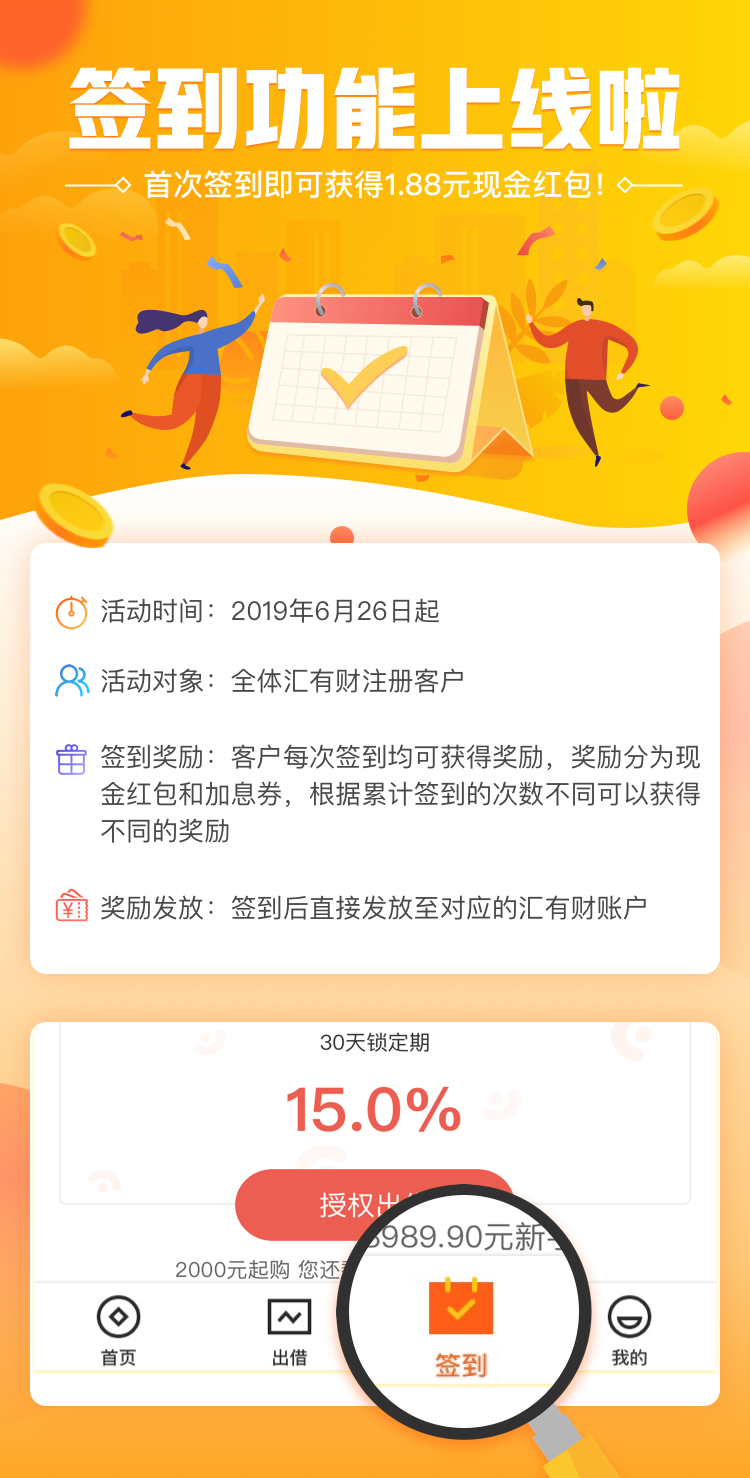 签到功能上线啦
首次签到即可获得1.88元现金红包！
活动时间：2019年6月26日起
活动对象：全体汇有财注册客户
签到奖励：客户每次签到均可获得奖励，奖励分为现
金红包和加息券，根据累计签到的次数不同可以获得
不同的奖励
奖励发放：签到后直接发放至对应的汇有财账户
30天锁定期
15.0%
授权出
989.90元新
2000元起购 您还
签到
首页
出借
我的